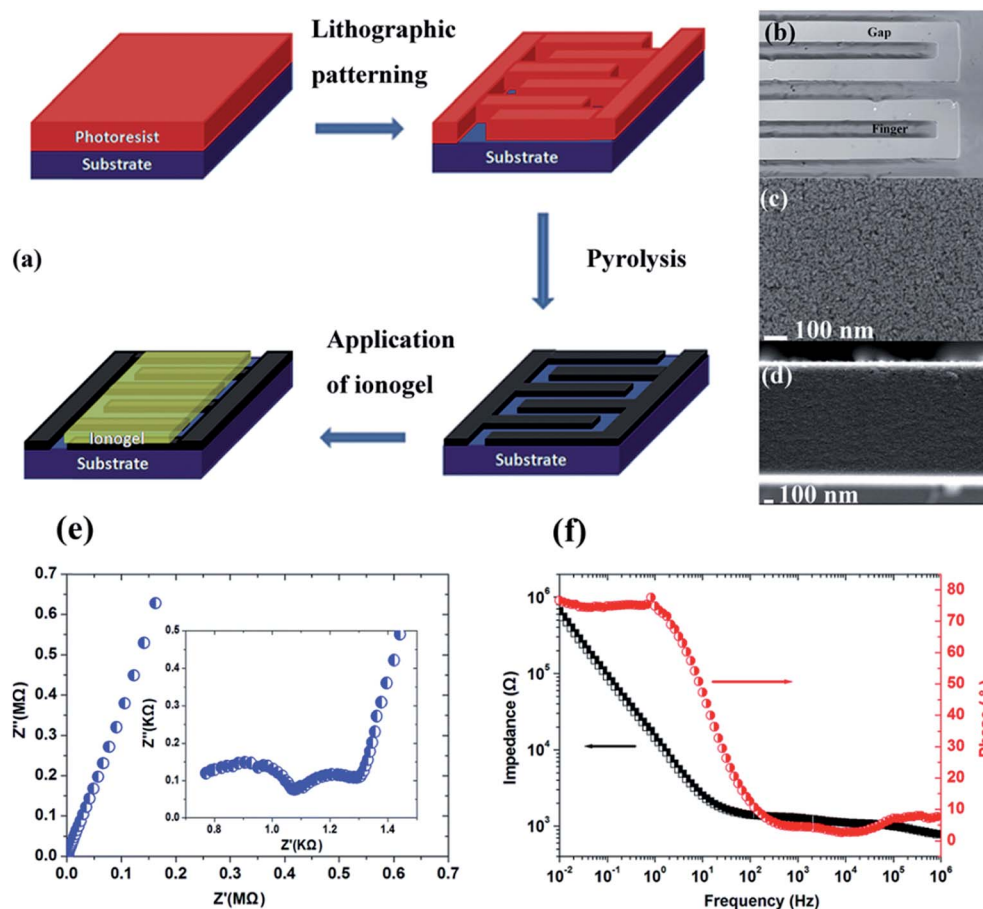 Lithographic
patterning
Photoresist
Substrate
Substrate
(a)
Pyrolysis
Application
of ionogel
Ionogel
Substrate
Substrate
(b)
Gap
Finger
(c)
100 nm
(d)
100 nm
(e)
0.7
0.6
0.5
0.4
0.3
0.2
0.1
0.0
Z''(MΩ)
0.0 0.1 0.2 0.3 0.4 0.5 0.6 0.7
Z'(MΩ)
0.5
0.4
0.3
0.2
0.1
0.0
Z''(KΩ)
0.8 1.0 1.2 1.4
Z'(KΩ)
(f)
10⁶
10⁵
10⁴
10³
Impedance (Ω)
10⁻² 10⁻¹ 10⁰ 10¹ 10² 10³ 10⁴ 10⁵ 10⁶
Frequency (Hz)
80
70
60
50
40
30
20
10
0